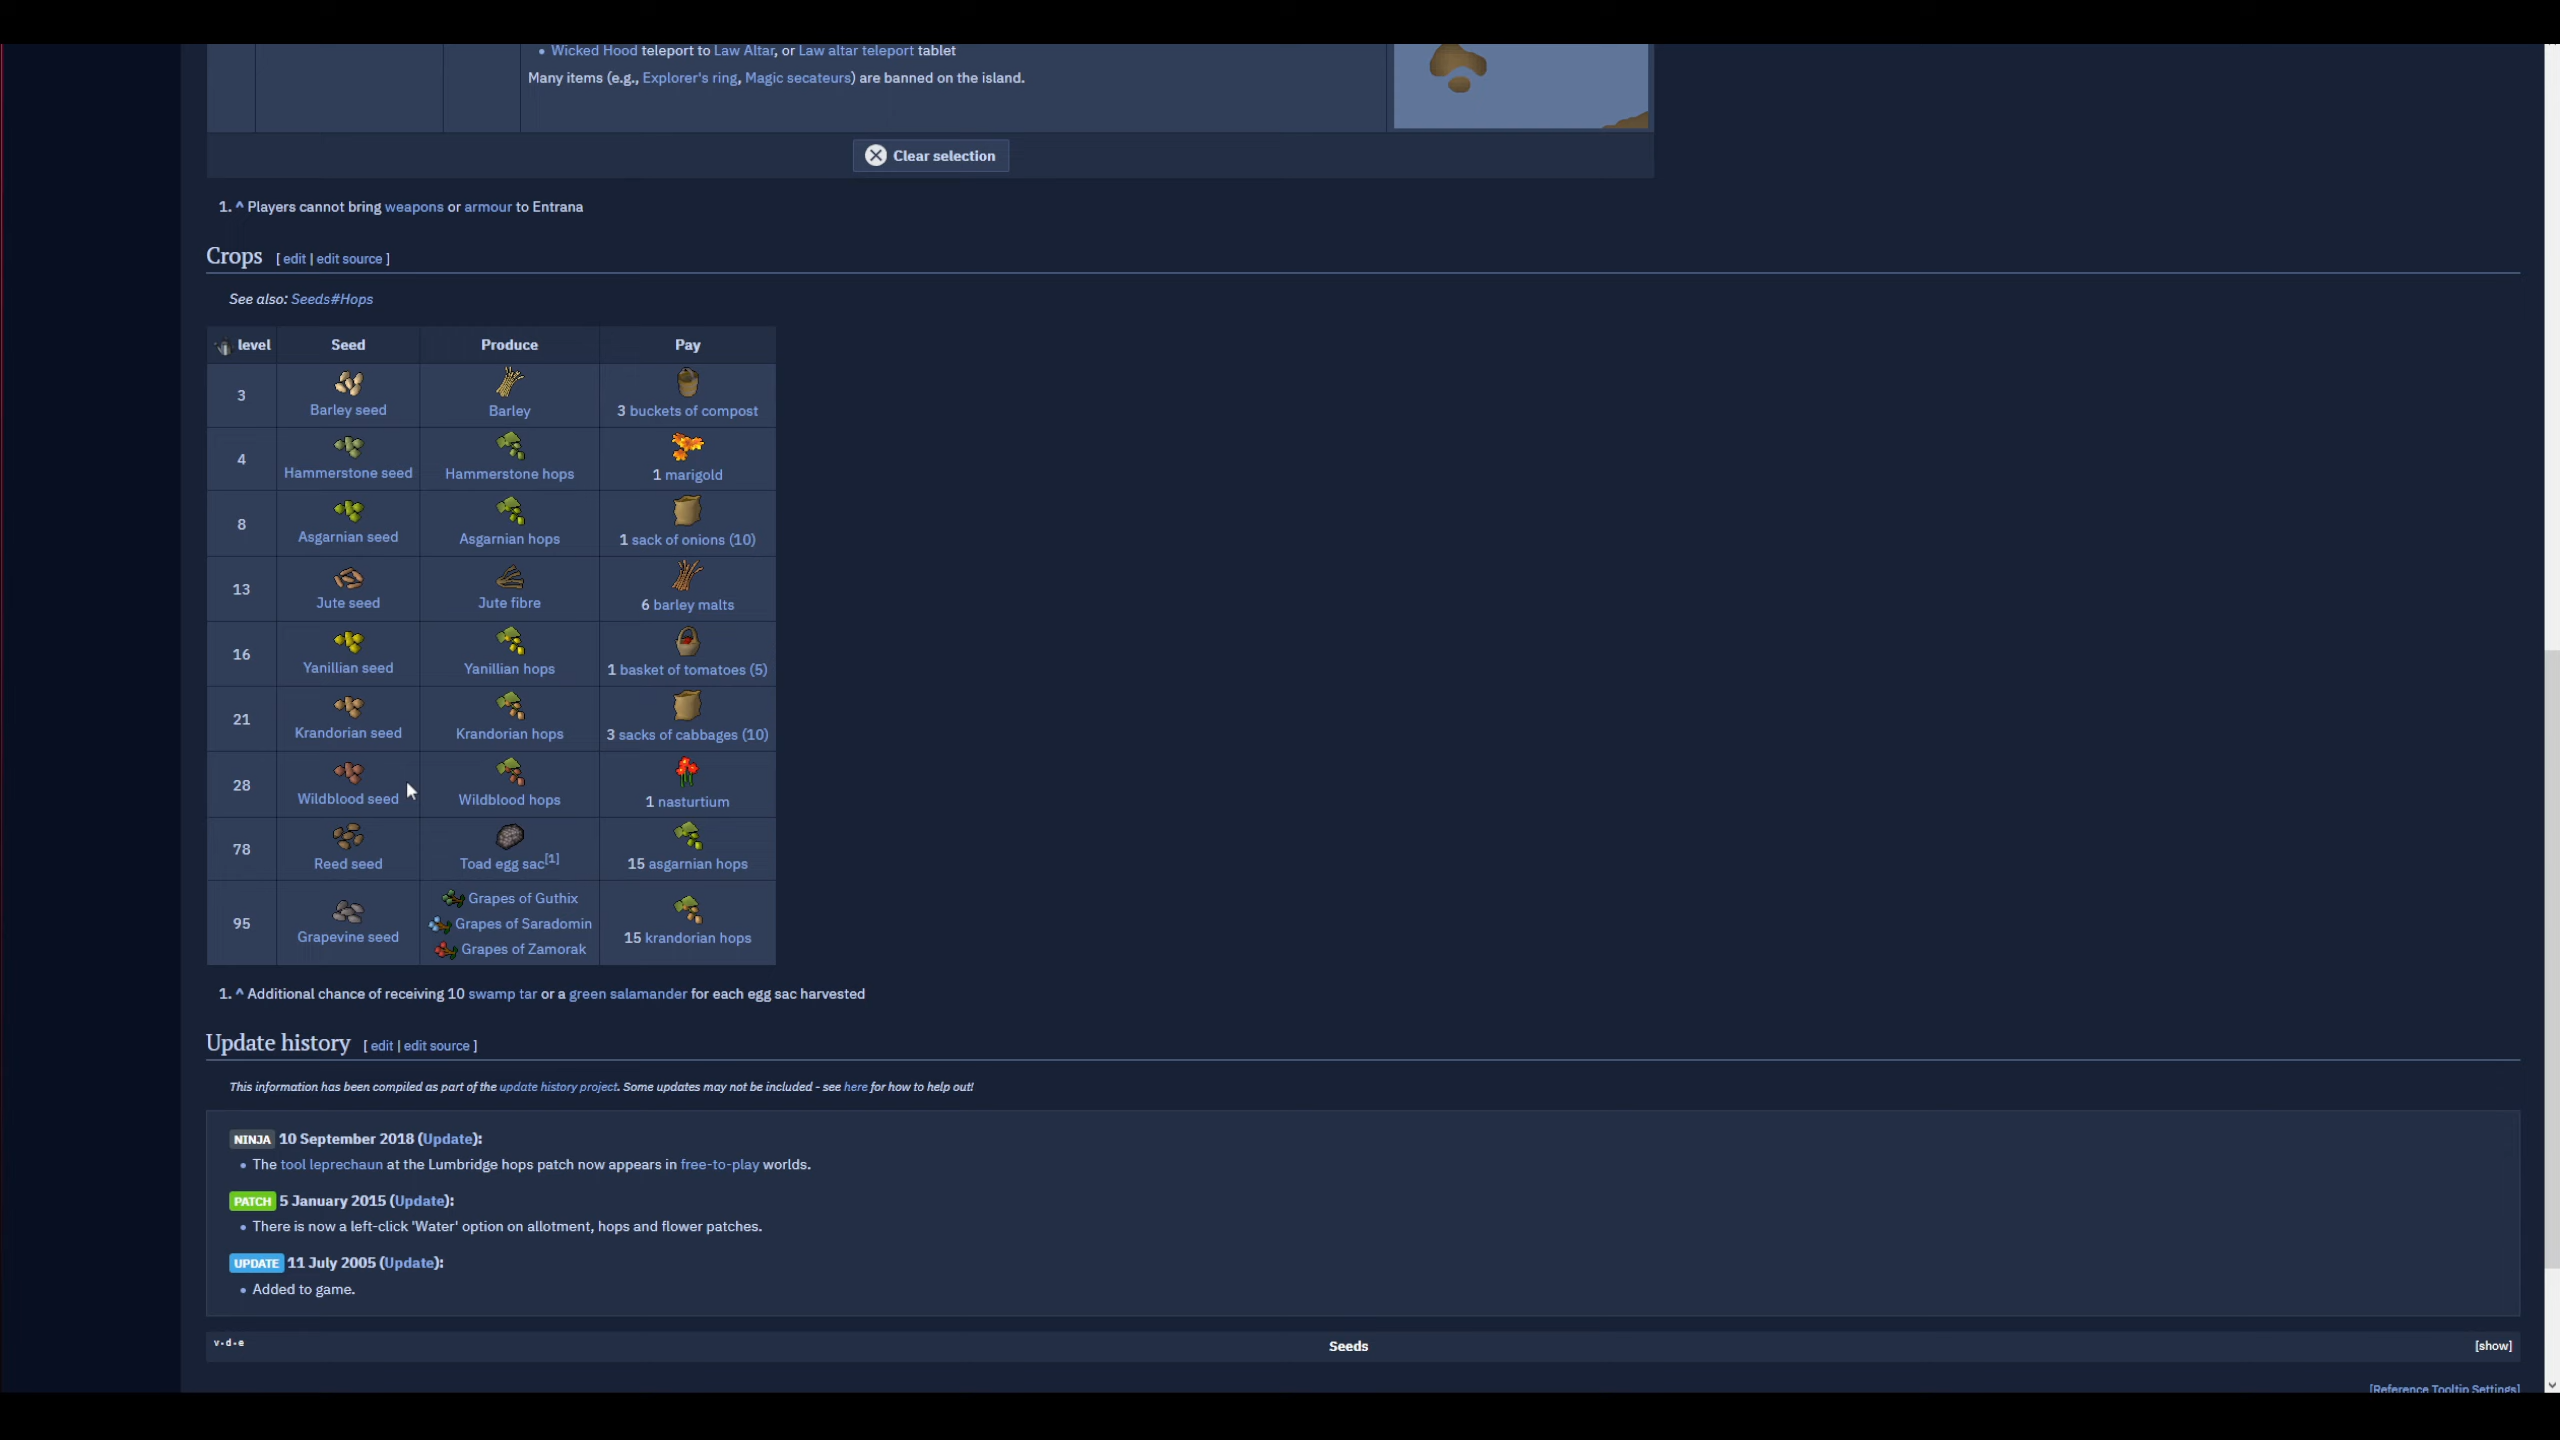 • Wicked Hood teleport to Law Altar, or Law altar teleport tablet
Many items (e.g., Explorer's ring, Magic secateurs) are banned on the island.
Clear selection
1. ^ Players cannot bring weapons or armour to Entrana
Crops [ edit | edit source ]
See also: Seeds#Hops
level Seed Produce Pay
3 Barley seed Barley 3 buckets of compost
4 Hammerstone seed Hammerstone hops 1 marigold
8 Asgarnian seed Asgarnian hops 1 sack of onions (10)
13 Jute seed Jute fibre 6 barley malts
16 Yanillian seed Yanillian hops 1 basket of tomatoes (5)
21 Krandorian seed Krandorian hops 3 sacks of cabbages (10)
28 Wildblood seed Wildblood hops 1 nasturtium
78 Reed seed Toad egg sac[1] 15 asgarnian hops
Grapes of Guthix
95 Grapevine seed Grapes of Saradomin 15 krandorian hops
Grapes of Zamorak
1. ^ Additional chance of receiving 10 swamp tar or a green salamander for each egg sac harvested
Update history [ edit | edit source ]
This information has been compiled as part of the update history project. Some updates may not be included - see here for how to help out!
NINJA 10 September 2018 (Update):
• The tool leprechaun at the Lumbridge hops patch now appears in free-to-play worlds.
PATCH 5 January 2015 (Update):
• There is now a left-click 'Water' option on allotment, hops and flower patches.
UPDATE 11 July 2005 (Update):
• Added to game.
v·d·e Seeds [show]
[Reference Tooltip Settings]